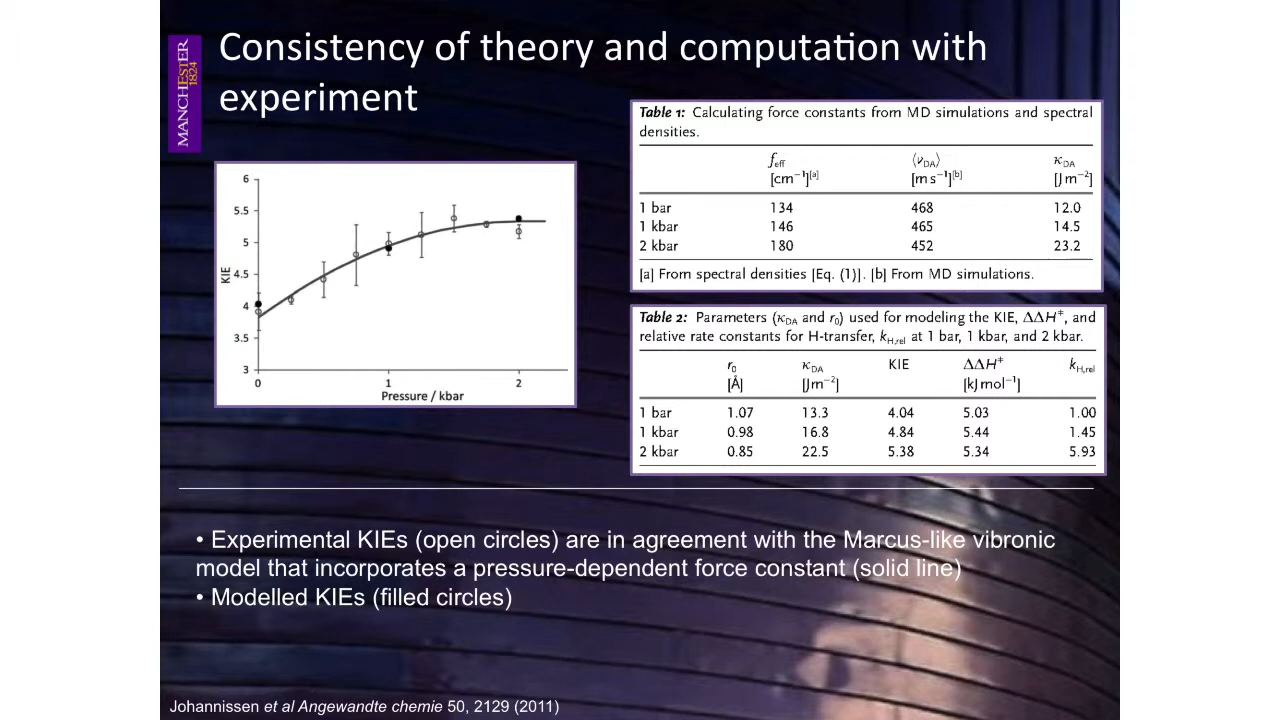 Consistency of theory and computation with
experiment
MANCHESTER
1824
6
5.5
5
4.5
4
3.5
3
KIE
0 1 2
Pressure / kbar
Table 1: Calculating force constants from MD simulations and spectral
densities.
f_eff ⟨ν_DA⟩ κ_DA
[cm⁻¹][a] [m s⁻¹][b] [J m⁻²]
1 bar 134 468 12.0
1 kbar 146 465 14.5
2 kbar 180 452 23.2
[a] From spectral densities [Eq. (1)]. [b] From MD simulations.
Table 2: Parameters (κ_DA and r₀) used for modeling the KIE, ΔΔH‡, and
relative rate constants for H-transfer, k_H,rel at 1 bar, 1 kbar, and 2 kbar.
r₀ κ_DA KIE ΔΔH‡ k_H,rel
[Å] [Jm⁻²] [kJ mol⁻¹]
1 bar 1.07 13.3 4.04 5.03 1.00
1 kbar 0.98 16.8 4.84 5.44 1.45
2 kbar 0.85 22.5 5.38 5.34 5.93
• Experimental KIEs (open circles) are in agreement with the Marcus-like vibronic
model that incorporates a pressure-dependent force constant (solid line)
• Modelled KIEs (filled circles)
Johannissen et al Angewandte chemie 50, 2129 (2011)